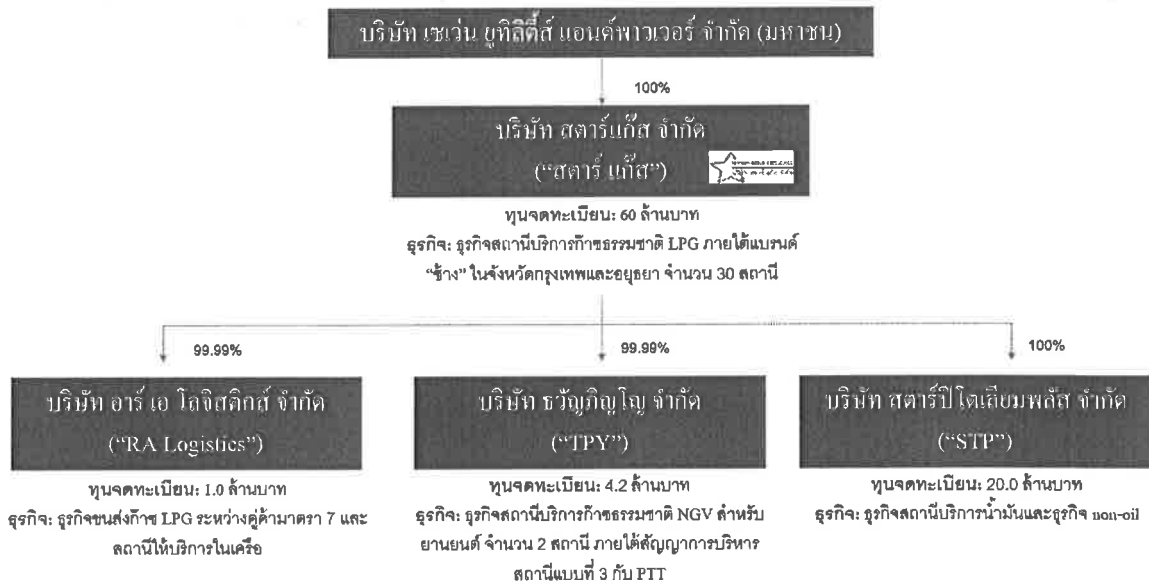 บริษัท เซเว่น ยูทิลิตี้ส์ แอนด์พาวเวอร์ จำกัด (มหาชน)
100%
บริษัท สตาร์แก๊ส จำกัด
(“สตาร์ แก๊ส”)
ทุนจดทะเบียน: 60 ล้านบาท
ธุรกิจ: ธุรกิจสถานีบริการก๊าซธรรมชาติ LPG ภายใต้แบรนด์
“ช้าง” ในจังหวัดกรุงเทพและอยุธยา จำนวน 30 สถานี
99.99%
99.99%
100%
บริษัท อาร์ เอ โลจิสติกส์ จำกัด
(“RA Logistics”)
ทุนจดทะเบียน: 1.0 ล้านบาท
ธุรกิจ: ธุรกิจขนส่งก๊าซ LPG ระหว่างคู่ค้ามาตรา 7 และ
สถานีให้บริการในเครือ
บริษัท ธวัญภิญโญ จำกัด
(“TPY”)
ทุนจดทะเบียน: 4.2 ล้านบาท
ธุรกิจ: ธุรกิจสถานีบริการก๊าซธรรมชาติ NGV สำหรับ
ยานยนต์ จำนวน 2 สถานี ภายใต้สัญญาการบริหาร
สถานีแบบที่ 3 กับ PTT
บริษัท สตาร์ปิโตเลียมพลัส จำกัด
(“STP”)
ทุนจดทะเบียน: 20.0 ล้านบาท
ธุรกิจ: ธุรกิจสถานีบริการน้ำมันและธุรกิจ non-oil